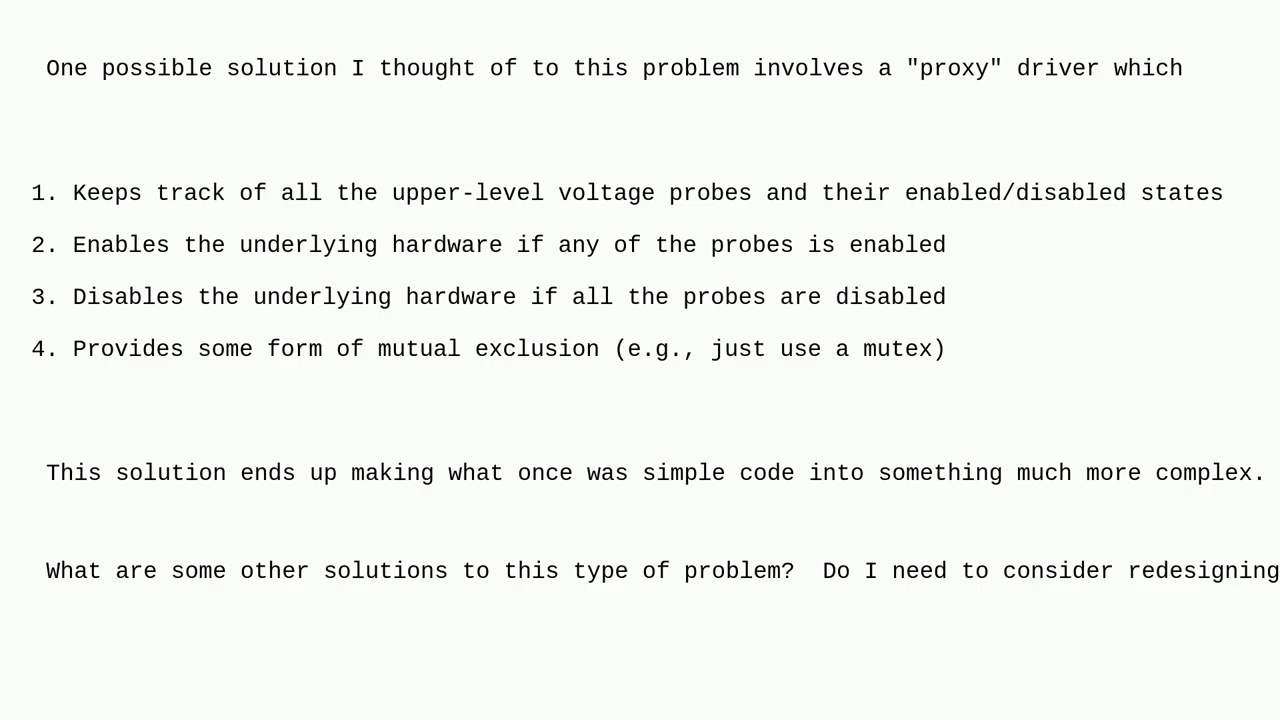 One possible solution I thought of to this problem involves a "proxy" driver which
1. Keeps track of all the upper-level voltage probes and their enabled/disabled states
2. Enables the underlying hardware if any of the probes is enabled
3. Disables the underlying hardware if all the probes are disabled
4. Provides some form of mutual exclusion (e.g., just use a mutex)
This solution ends up making what once was simple code into something much more complex.
What are some other solutions to this type of problem?  Do I need to consider redesigning